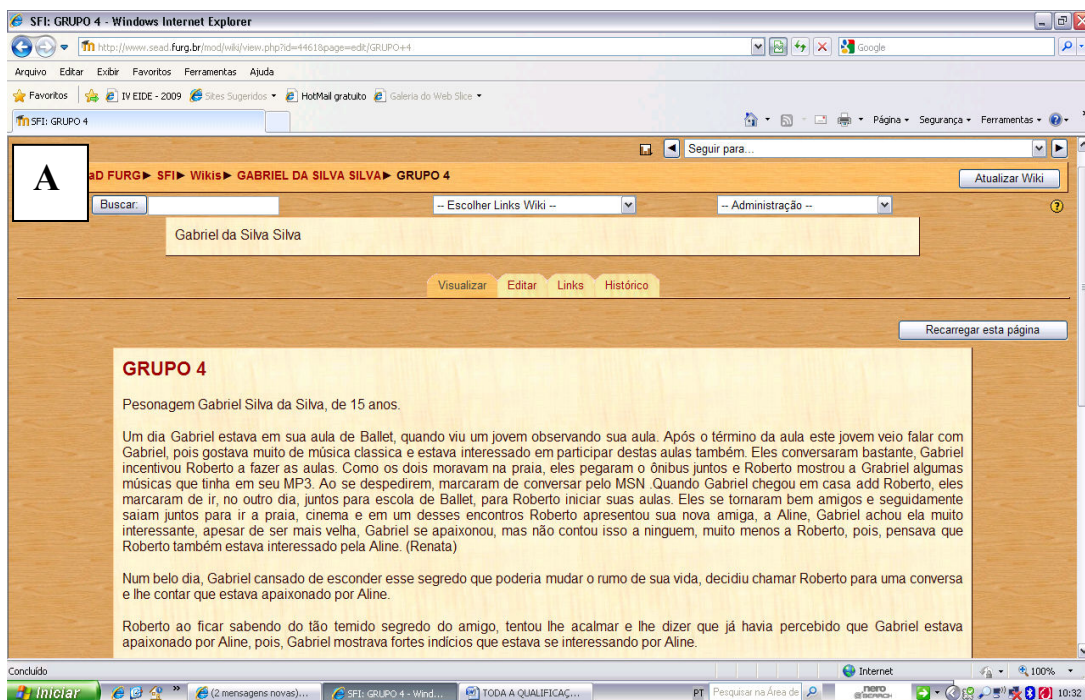 SFI: GRUPO 4 - Windows Internet Explorer
http://www.sead.furg.br/mod/wiki/view.php?id=4461&page=edit/GRUPO+4
Google
Arquivo Editar Exibir Favoritos Ferramentas Ajuda
Favoritos IV EIDE - 2009 Sites Sugeridos HotMail gratuito Galeria do Web Slice
SFI: GRUPO 4
Página Segurança Ferramentas
Seguir para...
A
aD FURG► SFI► Wikis► GABRIEL DA SILVA SILVA► GRUPO 4
Atualizar Wiki
Buscar: -- Escolher Links Wiki -- -- Administração --
Gabriel da Silva Silva
Visualizar Editar Links Histórico
Recarregar esta página
GRUPO 4
Pesonagem Gabriel Silva da Silva, de 15 anos.
Um dia Gabriel estava em sua aula de Ballet, quando viu um jovem observando sua aula. Após o término da aula este jovem veio falar com
Gabriel, pois gostava muito de música classica e estava interessado em participar destas aulas também. Eles conversaram bastante, Gabriel
incentivou Roberto a fazer as aulas. Como os dois moravam na praia, eles pegaram o ônibus juntos e Roberto mostrou a Grabriel algumas
músicas que tinha em seu MP3. Ao se despedirem, marcaram de conversar pelo MSN .Quando Gabriel chegou em casa add Roberto, eles
marcaram de ir, no outro dia, juntos para escola de Ballet, para Roberto iniciar suas aulas. Eles se tornaram bem amigos e seguidamente
saiam juntos para ir a praia, cinema e em um desses encontros Roberto apresentou sua nova amiga, a Aline, Gabriel achou ela muito
interessante, apesar de ser mais velha, Gabriel se apaixonou, mas não contou isso a ninguem, muito menos a Roberto, pois, pensava que
Roberto também estava interessado pela Aline. (Renata)
Num belo dia, Gabriel cansado de esconder esse segredo que poderia mudar o rumo de sua vida, decidiu chamar Roberto para uma conversa
e lhe contar que estava apaixonado por Aline.
Roberto ao ficar sabendo do tão temido segredo do amigo, tentou lhe acalmar e lhe dizer que já havia percebido que Gabriel estava
apaixonado por Aline, pois, Gabriel mostrava fortes indícios que estava se interessando por Aline.
Concluído Internet 100%
Iniciar (2 mensagens novas)... SFI: GRUPO 4 - Wind... TODA A QUALIFICAÇ... PT Pesquisar na Área de nero SEARCH 10:32